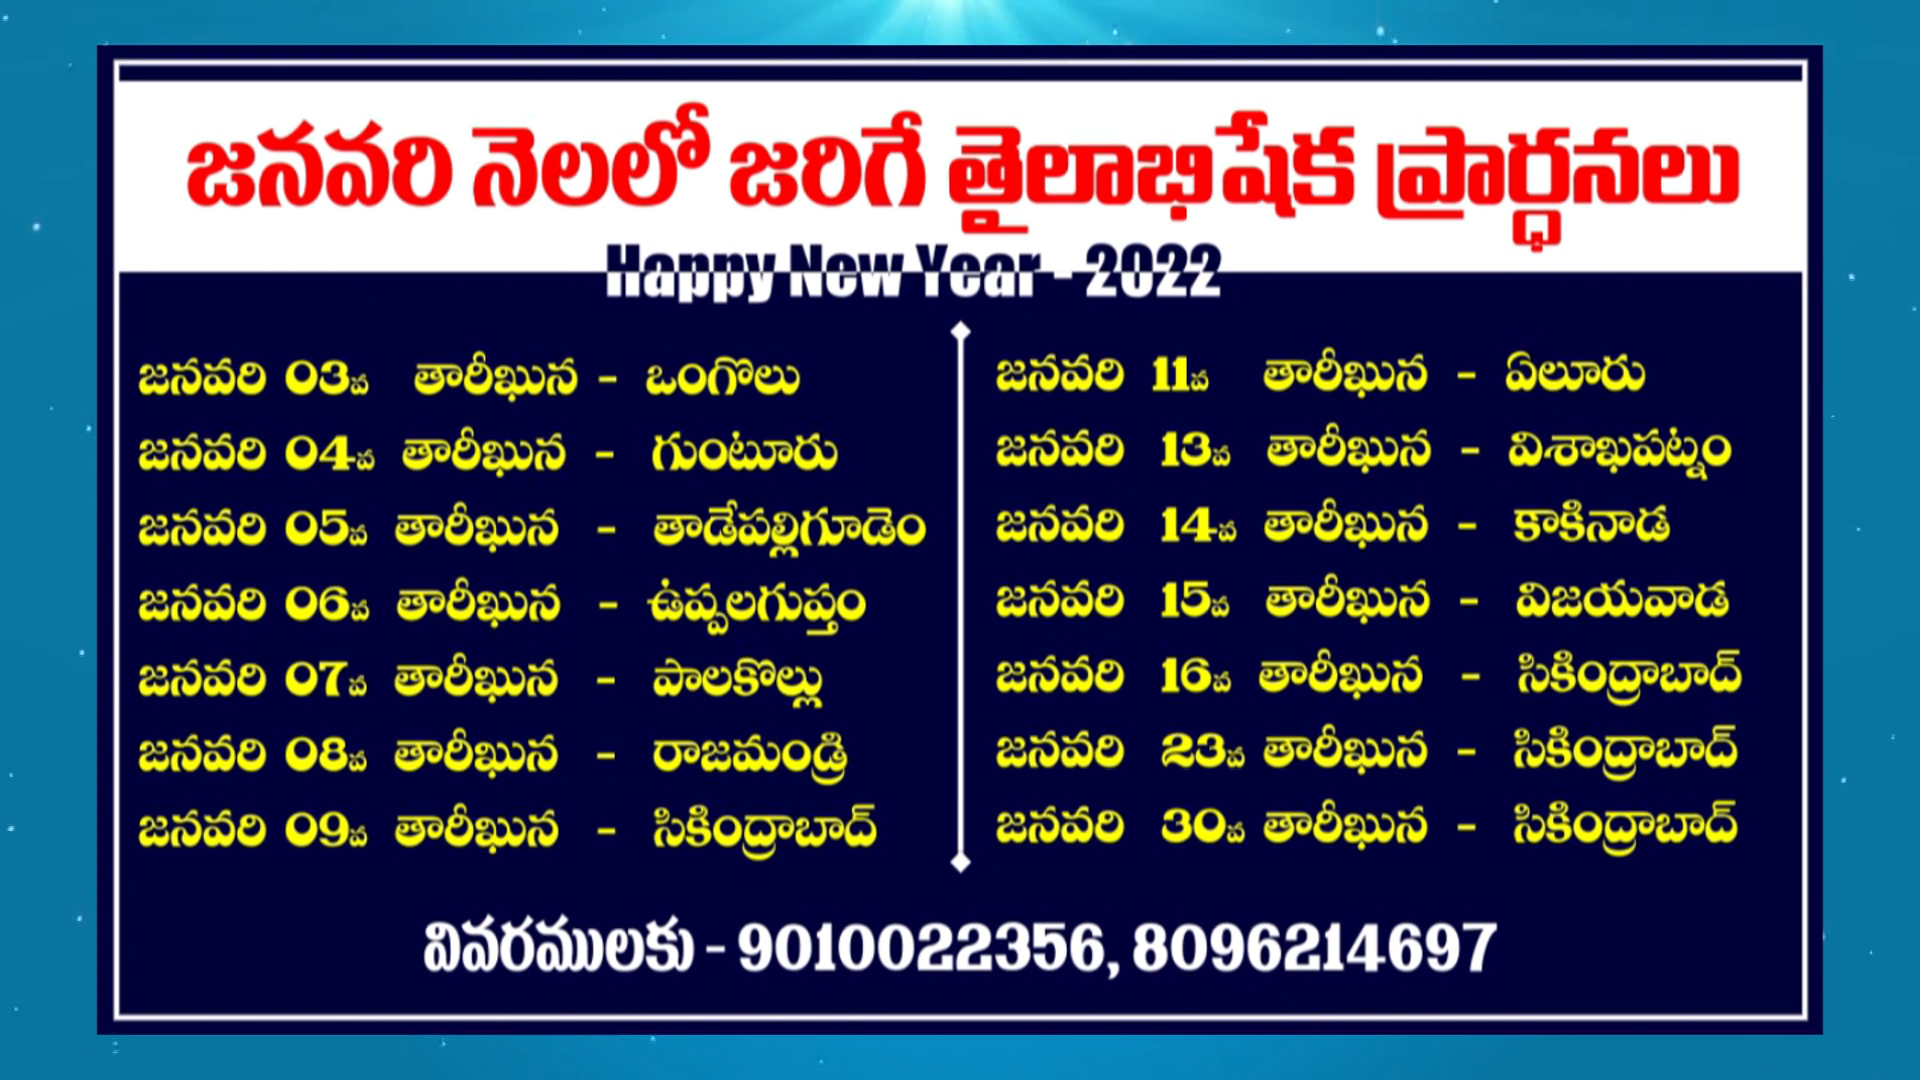 జనవరి నెలలో జరిగే తైలాభిషేక ప్రార్ధనలు
Happy New Year - 2022
జనవరి 03వ తారీఖున - ఒంగొలు
జనవరి 04వ తారీఖున - గుంటూరు
జనవరి 05వ తారీఖున - తాడేపల్లిగూడెం
జనవరి 06వ తారీఖున - ఉప్పలగుప్తం
జనవరి 07వ తారీఖున - పాలకొల్లు
జనవరి 08వ తారీఖున - రాజమండ్రి
జనవరి 09వ తారీఖున - సికింద్రాబాద్
జనవరి 11వ తారీఖున - ఏలూరు
జనవరి 13వ తారీఖున - విశాఖపట్నం
జనవరి 14వ తారీఖున - కాకినాడ
జనవరి 15వ తారీఖున - విజయవాడ
జనవరి 16వ తారీఖున - సికింద్రాబాద్
జనవరి 23వ తారీఖున - సికింద్రాబాద్
జనవరి 30వ తారీఖున - సికింద్రాబాద్
వివరములకు - 9010022356, 8096214697